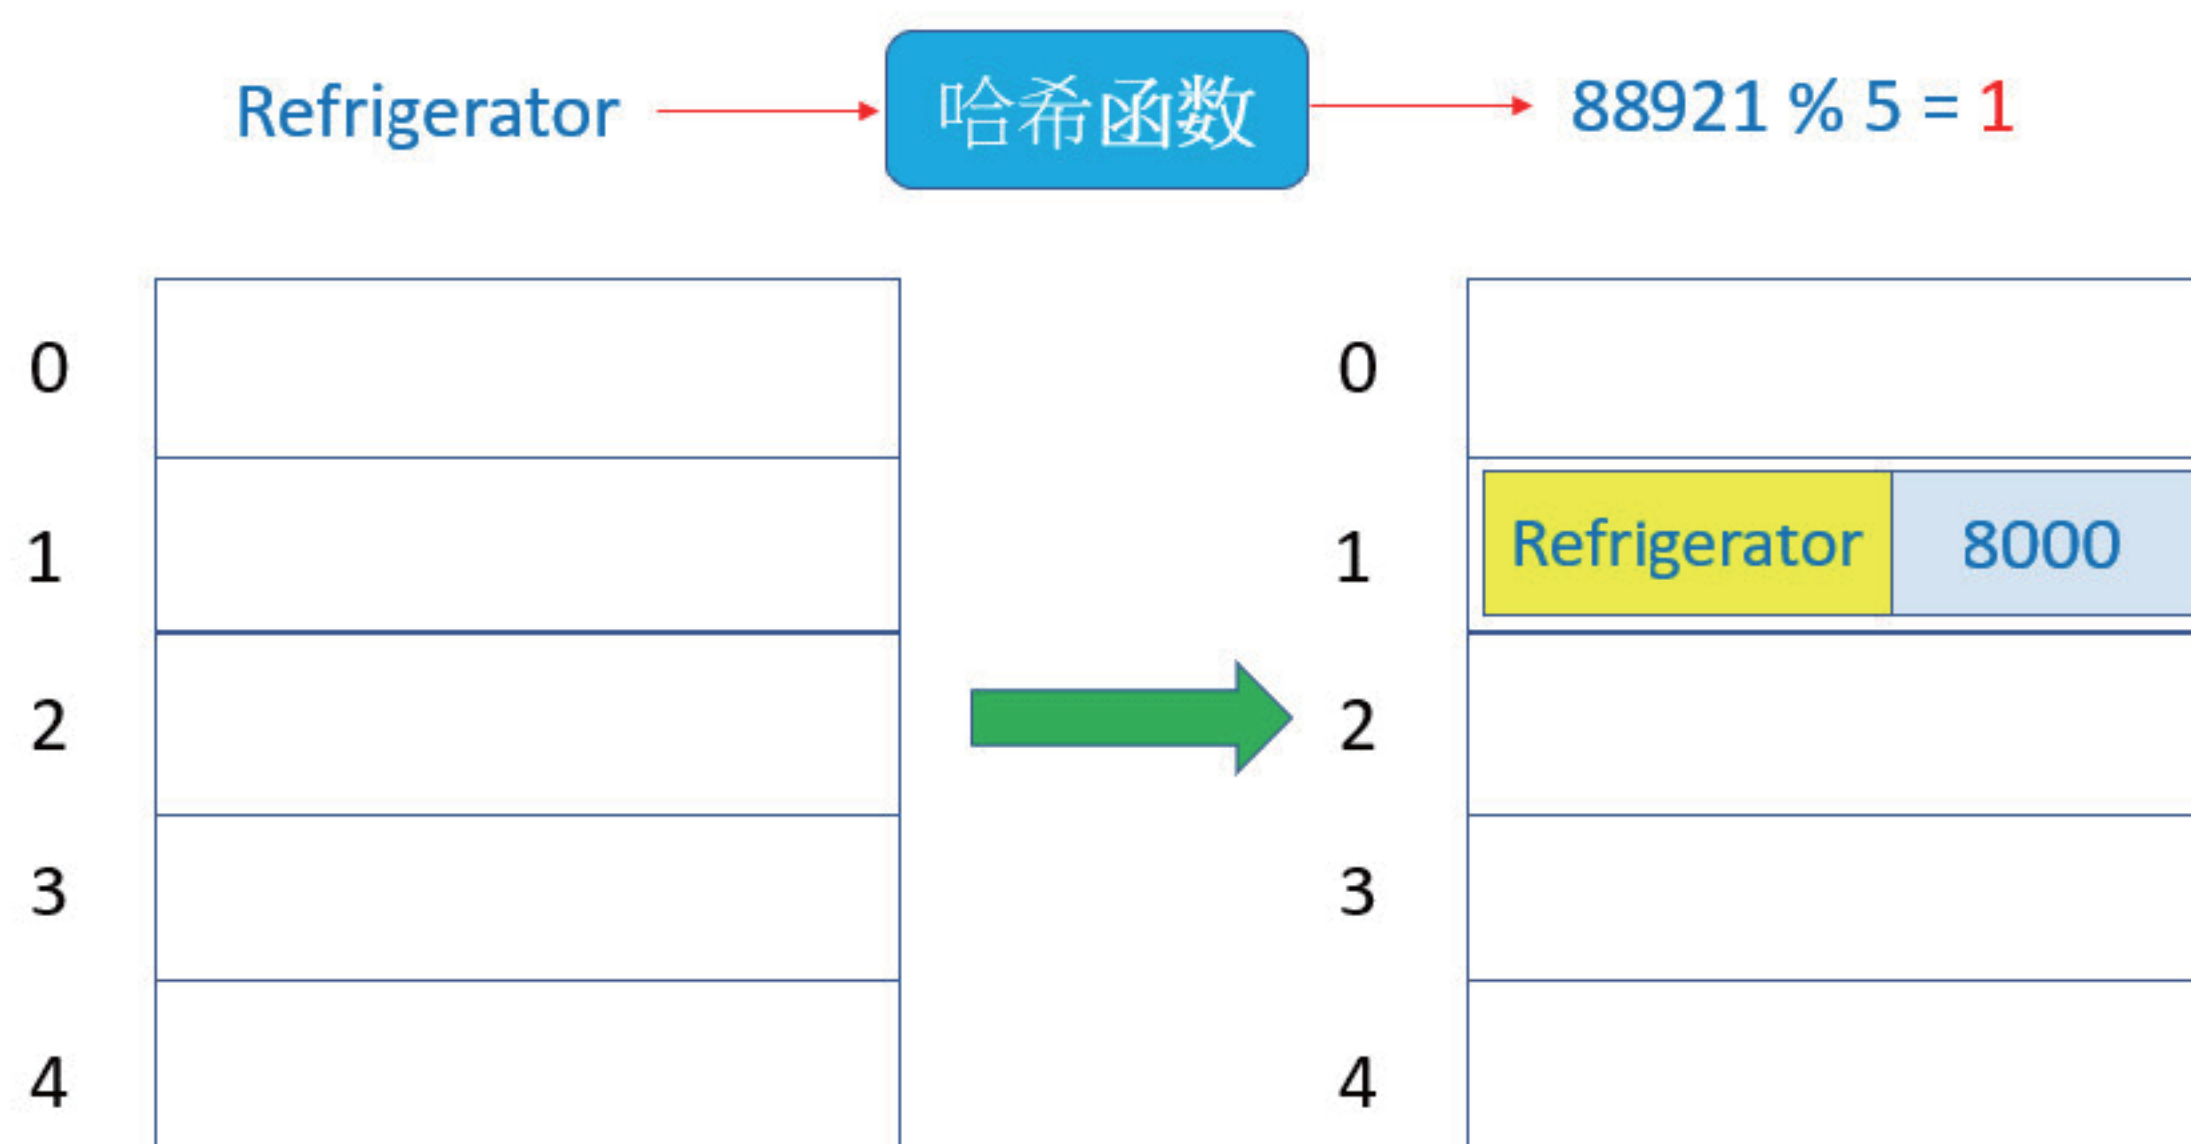 Refrigerator
哈希函数
88921 % 5 = 1
0
1
2
3
4
0
1
Refrigerator
8000
2
3
4